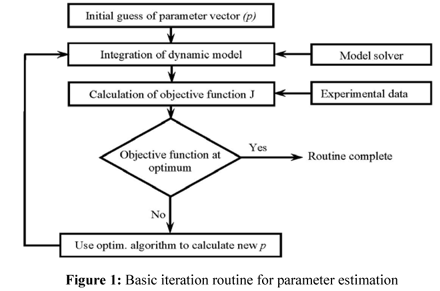 Initial guess of parameter vector (p)
Integration of dynamic model
Model solver
Calculation of objective function J
Experimental data
Objective function at
optimum
Yes
Routine complete
No
Use optim. algorithm to calculate new p
Figure 1: Basic iteration routine for parameter estimation